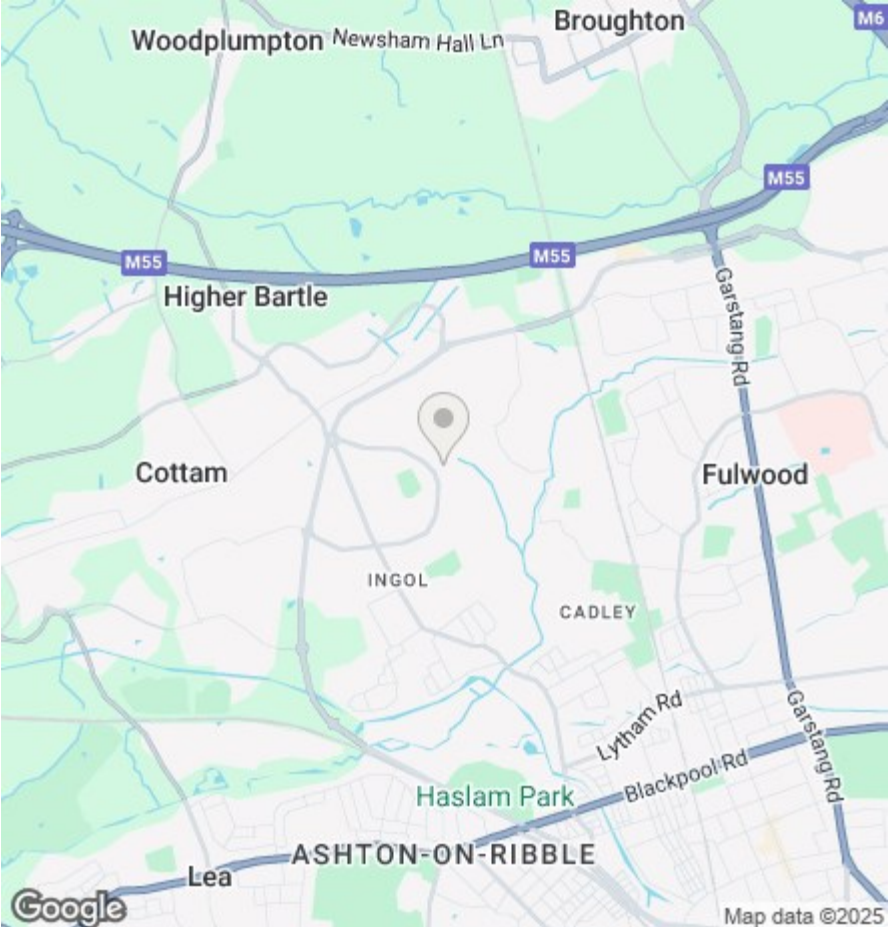 Broughton
M6
Woodplumpton
Newsham Hall Ln
M55
M55
M55
Higher Bartle
Garstang Rd
Cottam
Fulwood
INGOL
CADLEY
Lytham Rd
Garstang Rd
Blackpool Rd
Haslam Park
ASHTON-ON-RIBBLE
Lea
Google
Map data ©2025